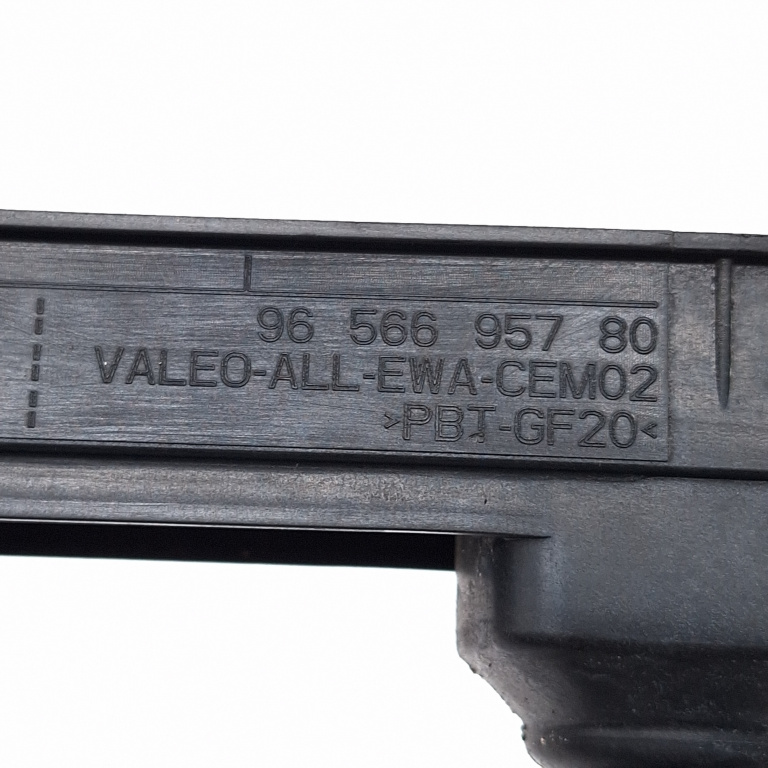 96 566 957 80
VALEO-ALL-EWA-CEM02
>PBT-GF20<